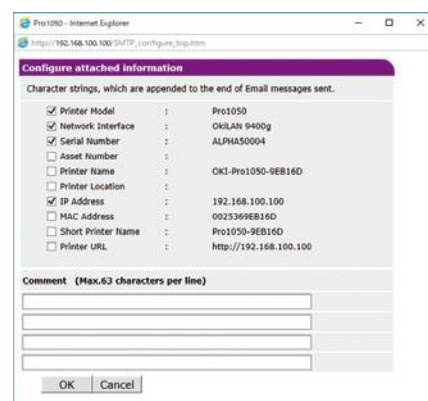 Pro1050 - Internet Explorer
http://192.168.100.100/SMTP_configure_top.htm
Configure attached information
Character strings, which are appended to the end of Email messages sent.
Printer Model : Pro1050
Network Interface : OkiLAN 9400g
Serial Number : ALPHA50004
Asset Number :
Printer Name : OKI-Pro1050-9EB16D
Printer Location :
IP Address : 192.168.100.100
MAC Address : 0025369EB16D
Short Printer Name : Pro1050-9EB16D
Printer URL : http://192.168.100.100
Comment (Max.63 characters per line)
OK Cancel